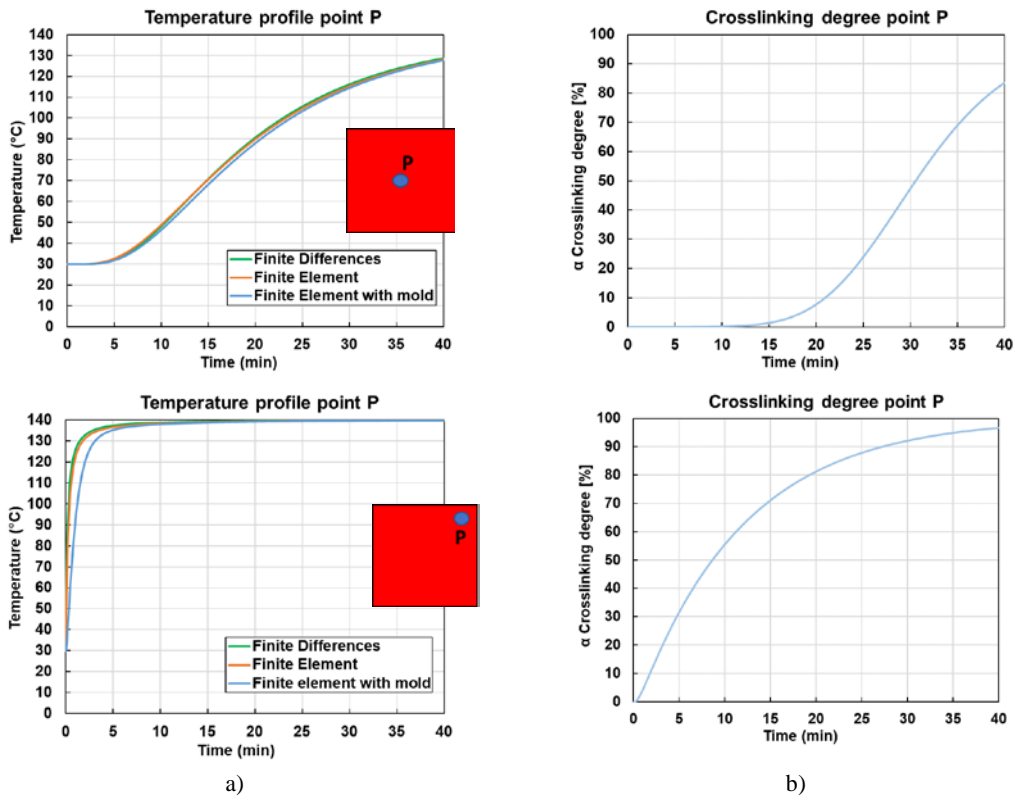 Temperature profile point P
140
130
120
110
100
90
80
70
60
50
40
30
20
10
0
Temperature (°C)
P
Finite Differences
Finite Element
Finite Element with mold
0 5 10 15 20 25 30 35 40
Time (min)
Crosslinking degree point P
100
90
80
70
60
50
40
30
20
10
0
α Crosslinking degree [%]
0 5 10 15 20 25 30 35 40
Time (min)
Temperature profile point P
140
130
120
110
100
90
80
70
60
50
40
30
20
10
0
Temperature (°C)
P
Finite Differences
Finite Element
Finite element with mold
0 5 10 15 20 25 30 35 40
Time (min)
Crosslinking degree point P
100
90
80
70
60
50
40
30
20
10
0
α Crosslinking degree [%]
0 5 10 15 20 25 30 35 40
Time (min)
a)
b)